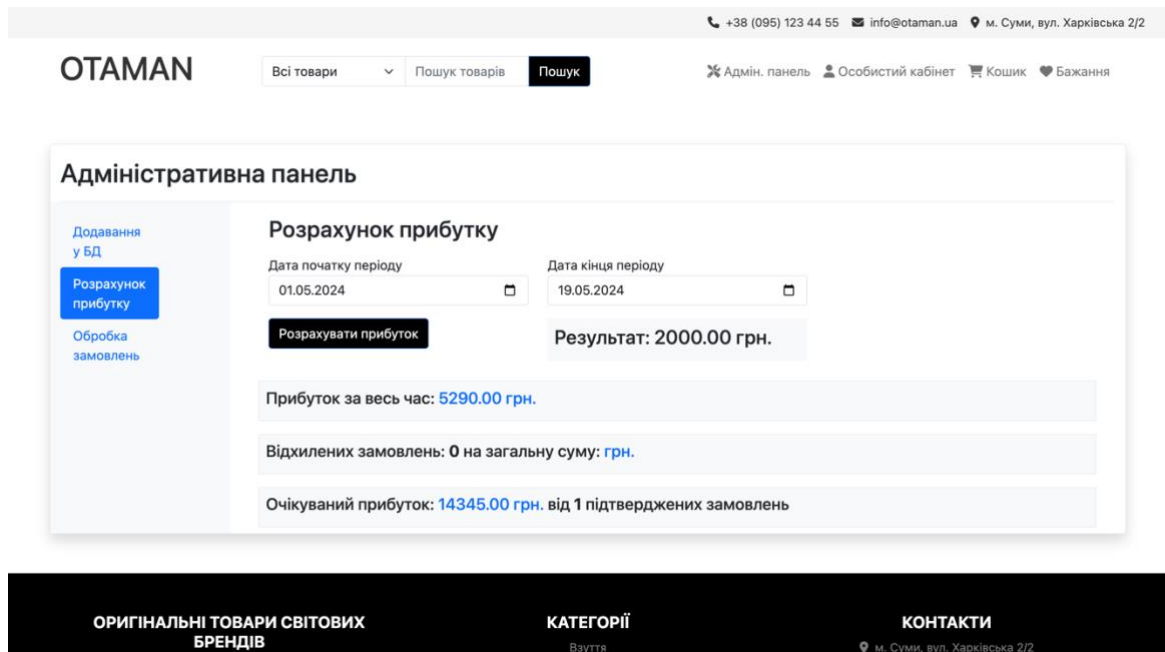 +38 (095) 123 44 55 info@otaman.ua м. Суми, вул. Харківська 2/2
OTAMAN Всі товари Пошук товарів Пошук Адмін. панель Особистий кабінет Кошик Бажання
Адміністративна панель
Додавання
у БД
Розрахунок
прибутку
Обробка
замовлень
Розрахунок прибутку
Дата початку періоду Дата кінця періоду
01.05.2024 19.05.2024
Розрахувати прибуток Результат: 2000.00 грн.
Прибуток за весь час: 5290.00 грн.
Відхилених замовлень: 0 на загальну суму: грн.
Очікуваний прибуток: 14345.00 грн. від 1 підтверджених замовлень
ОРИГІНАЛЬНІ ТОВАРИ СВІТОВИХ
БРЕНДІВ
КАТЕГОРІЇ
Взуття
КОНТАКТИ
м. Суми, вул. Харківська 2/2